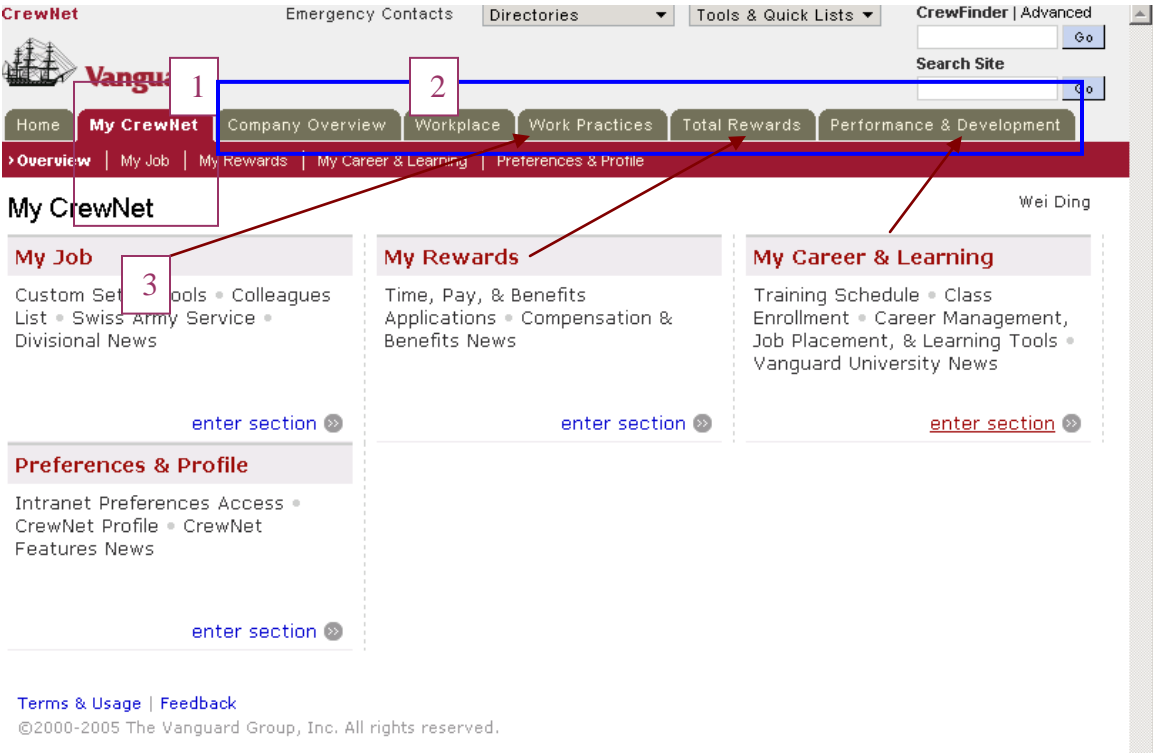 CrewNet
Emergency Contacts
Directories
Tools & Quick Lists
CrewFinder | Advanced
Go
Search Site
Go
Vangu
1
2
Home
My CrewNet
Company Overview
Workplace
Work Practices
Total Rewards
Performance & Development
›Overview | My Job | My Rewards | My Career & Learning | Preferences & Profile
My CrewNet
Wei Ding
3
My Job
Custom Set ools • Colleagues
List • Swiss Army Service •
Divisional News
enter section
My Rewards
Time, Pay, & Benefits
Applications • Compensation &
Benefits News
enter section
My Career & Learning
Training Schedule • Class
Enrollment • Career Management,
Job Placement, & Learning Tools •
Vanguard University News
enter section
Preferences & Profile
Intranet Preferences Access •
CrewNet Profile • CrewNet
Features News
enter section
Terms & Usage | Feedback
©2000-2005 The Vanguard Group, Inc. All rights reserved.